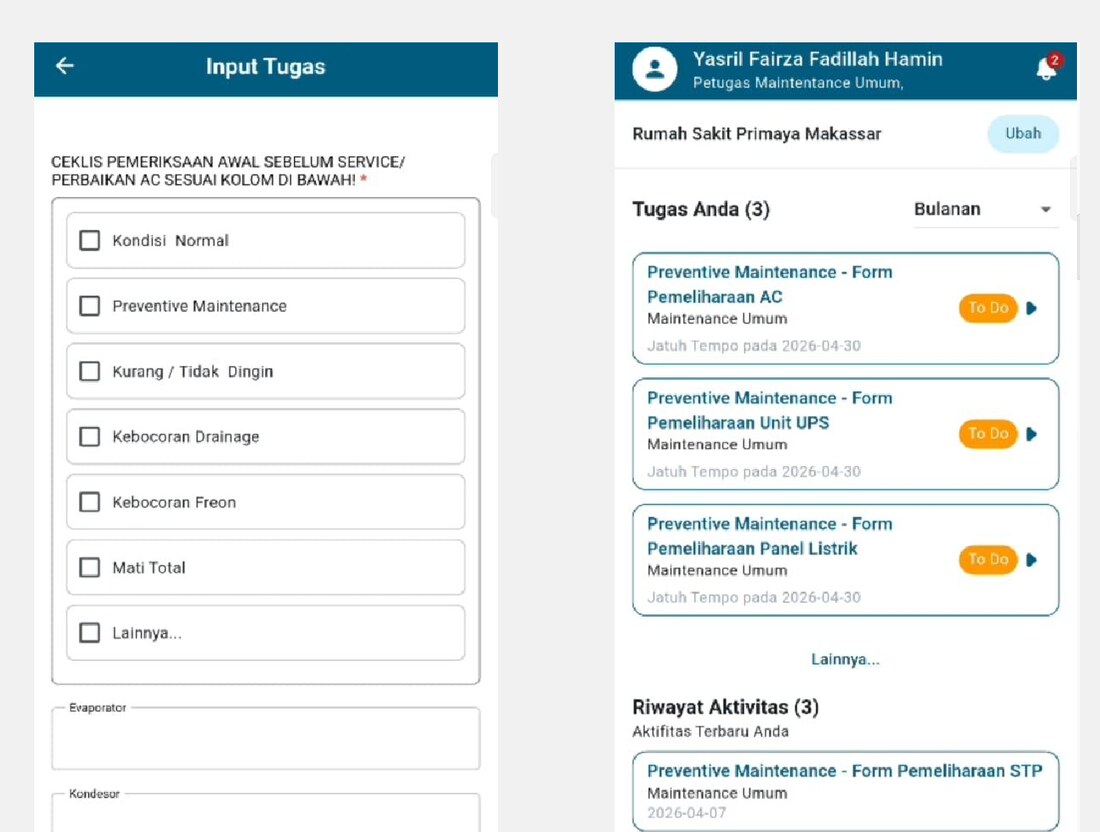 Input Tugas
CEKLIS PEMERIKSAAN AWAL SEBELUM SERVICE/
PERBAIKAN AC SESUAI KOLOM DI BAWAH! *
Kondisi Normal
Preventive Maintenance
Kurang / Tidak Dingin
Kebocoran Drainage
Kebocoran Freon
Mati Total
Lainnya...
Evaporator
Kondesor
Yasril Fairza Fadillah Hamin
Petugas Maintentance Umum,
2
Rumah Sakit Primaya Makassar
Ubah
Tugas Anda (3)
Bulanan
Preventive Maintenance - Form
Pemeliharaan AC
Maintenance Umum
To Do
Jatuh Tempo pada 2026-04-30
Preventive Maintenance - Form
Pemeliharaan Unit UPS
Maintenance Umum
To Do
Jatuh Tempo pada 2026-04-30
Preventive Maintenance - Form
Pemeliharaan Panel Listrik
Maintenance Umum
To Do
Jatuh Tempo pada 2026-04-30
Lainnya...
Riwayat Aktivitas (3)
Aktifitas Terbaru Anda
Preventive Maintenance - Form Pemeliharaan STP
Maintenance Umum
2026-04-07